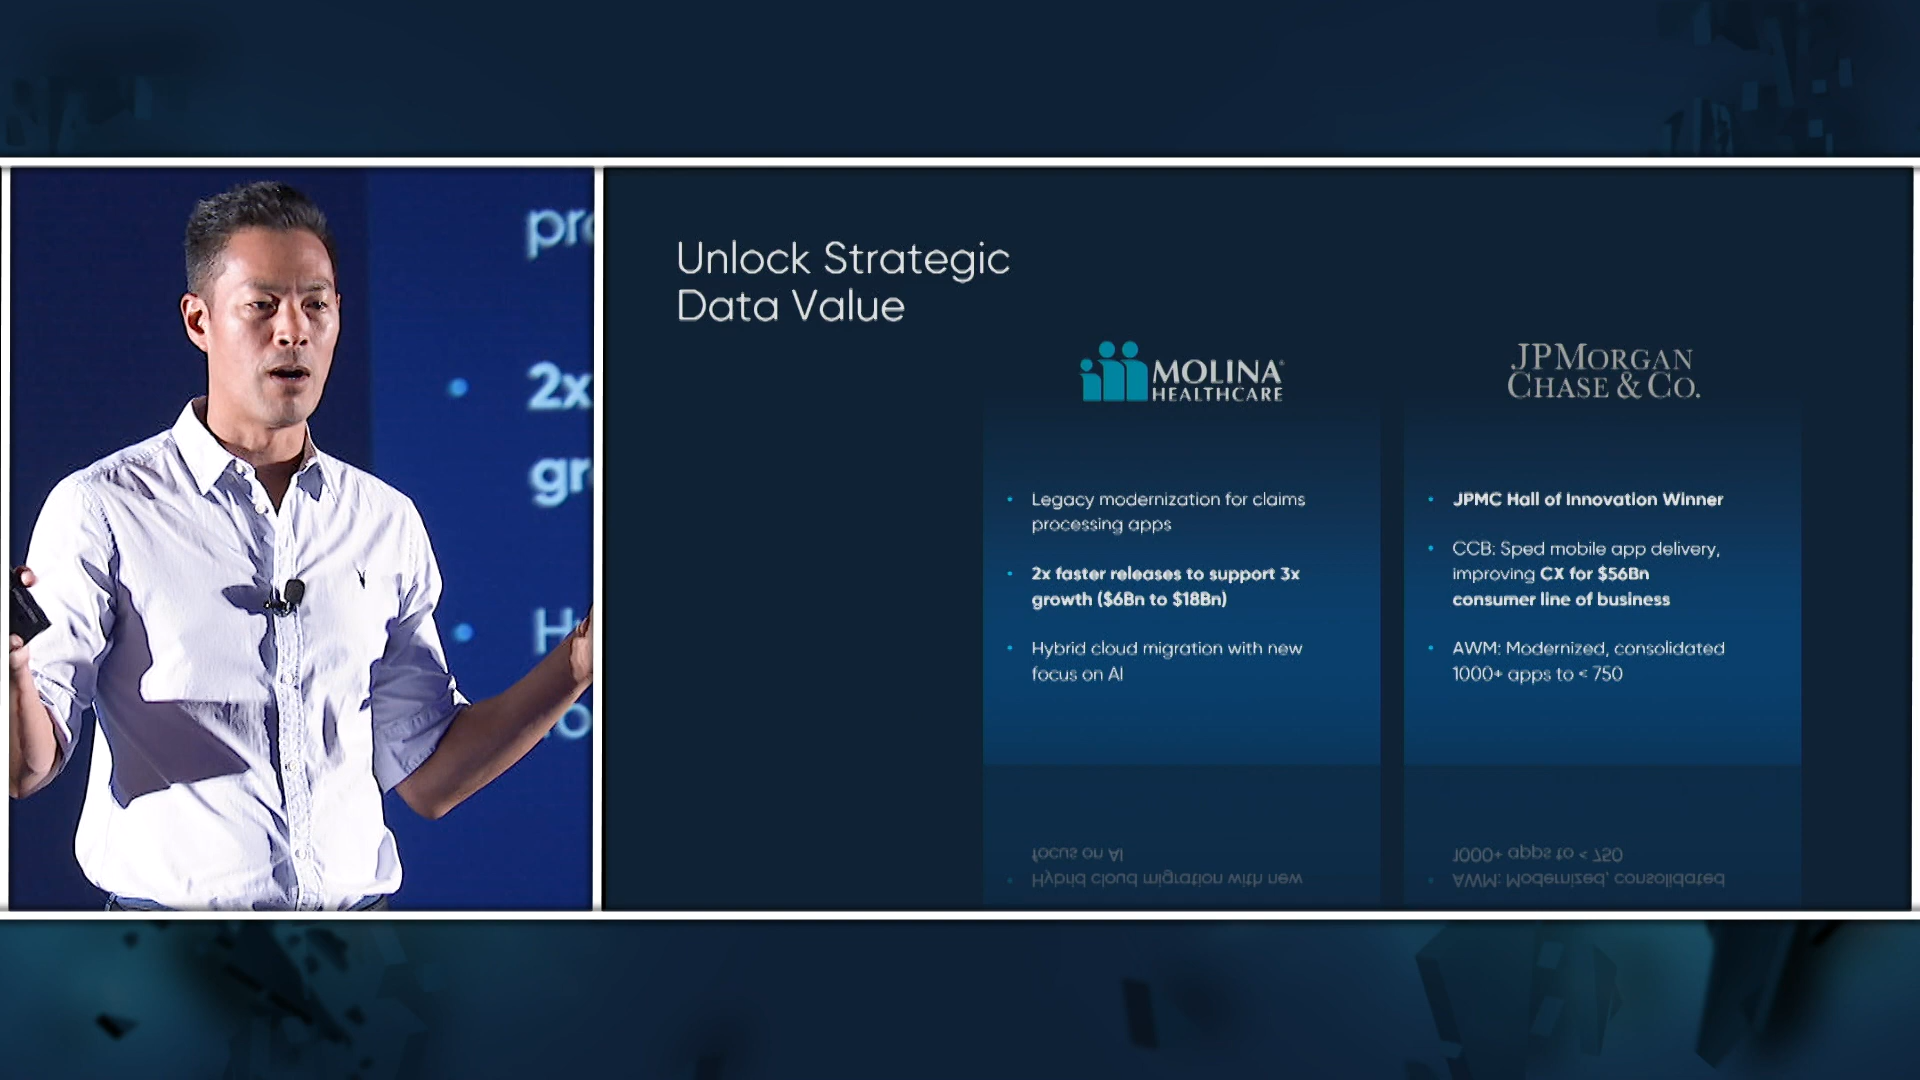 pro
2x
gr
Unlock Strategic
Data Value
MOLINA
HEALTHCARE
Legacy modernization for claims
processing apps
2x faster releases to support 3x
growth ($6Bn to $18Bn)
Hybrid cloud migration with new
focus on AI
JPMORGAN
CHASE & CO.
JPMC Hall of Innovation Winner
CCB: Sped mobile app delivery,
improving CX for $56Bn
consumer line of business
AWM: Modernized, consolidated
1000+ apps to < 750
focus on AI
Hybrid cloud migration with new
1000+ apps to < 750
AWM: Modernized, consolidated